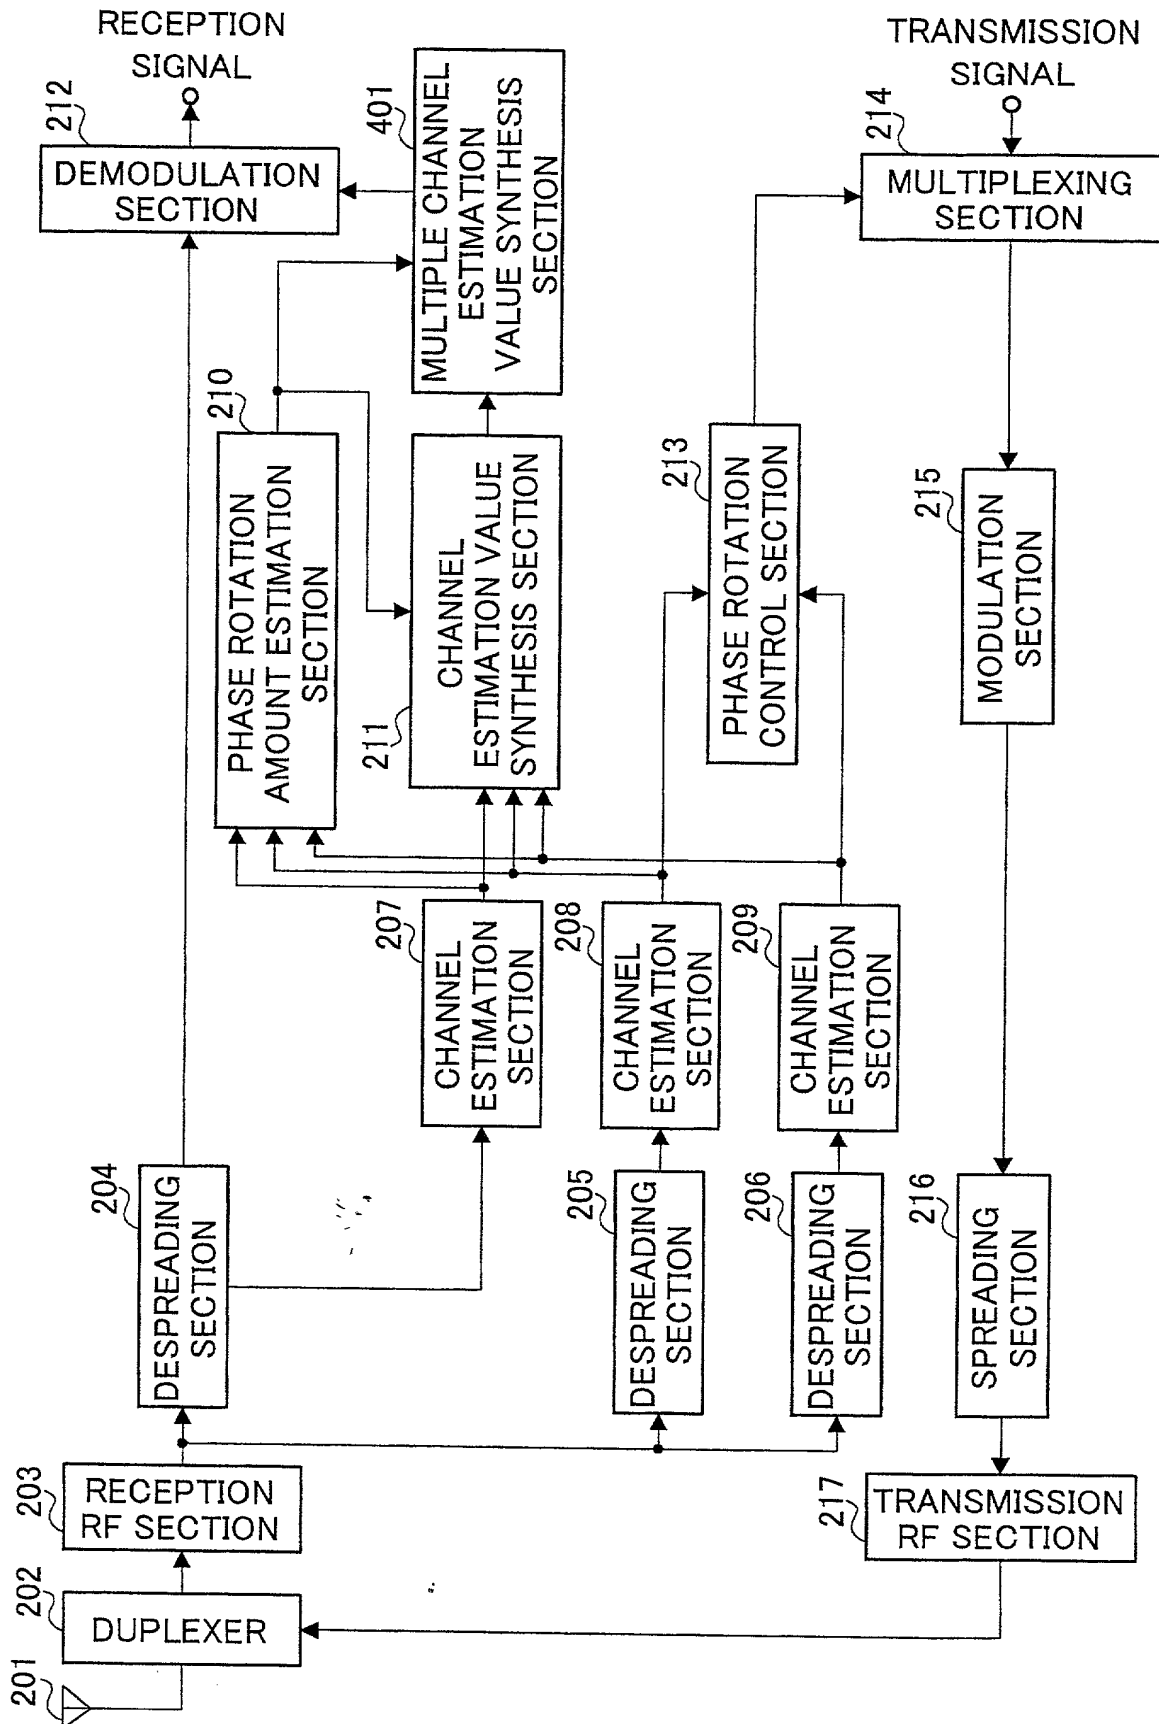 RECEPTION
SIGNAL
212
DEMODULATION
SECTION
401
MULTIPLE CHANNEL
ESTIMATION
VALUE SYNTHESIS
SECTION
TRANSMISSION
SIGNAL
214
MULTIPLEXING
SECTION
210
PHASE ROTATION
AMOUNT ESTIMATION
SECTION
211
CHANNEL
ESTIMATION VALUE
SYNTHESIS SECTION
213
PHASE ROTATION
CONTROL SECTION
215
MODULATION
SECTION
207
CHANNEL
ESTIMATION
SECTION
208
CHANNEL
ESTIMATION
SECTION
209
CHANNEL
ESTIMATION
SECTION
204
DESPREADING
SECTION
205
DESPREADING
SECTION
206
DESPREADING
SECTION
216
SPREADING
SECTION
203
RECEPTION
RF SECTION
217
TRANSMISSION
RF SECTION
202
DUPLEXER
201